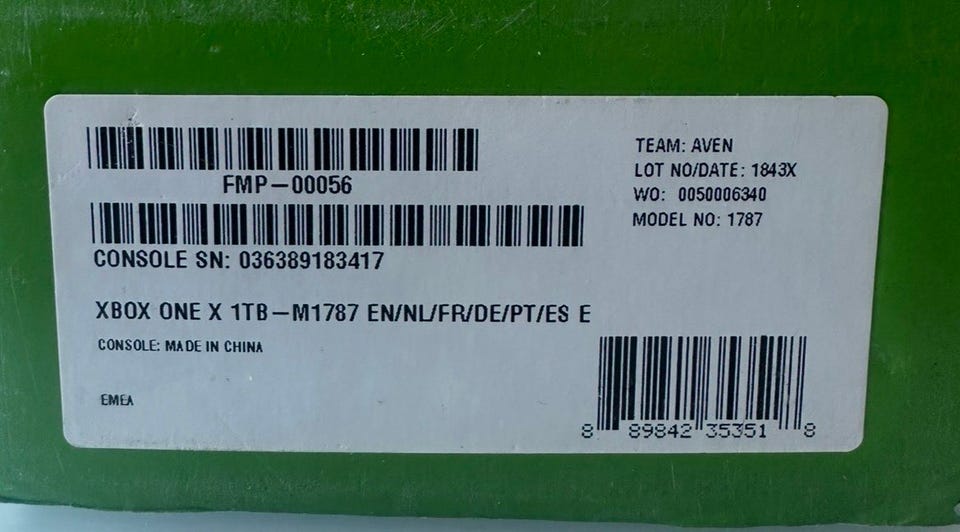 FMP-00056
CONSOLE SN: 036389183417
TEAM: AVEN
LOT NO/DATE: 1843X
WO: 0050006340
MODEL NO: 1787
XBOX ONE X 1TB-M1787 EN/NL/FR/DE/PT/ES E
CONSOLE: MADE IN CHINA
EMEA
8 89842 35351 8